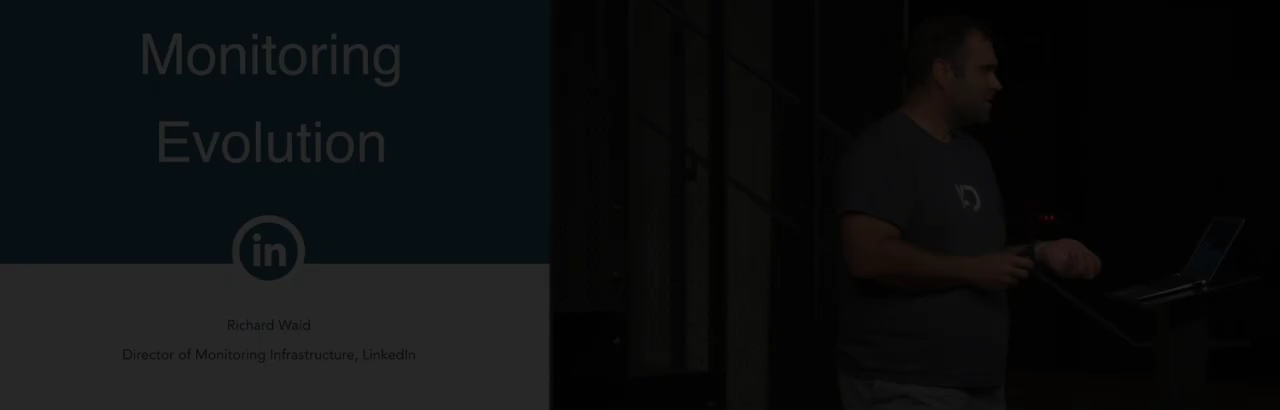 Monitoring
Evolution
in
Richard Waid
Director of Monitoring Infrastructure, LinkedIn